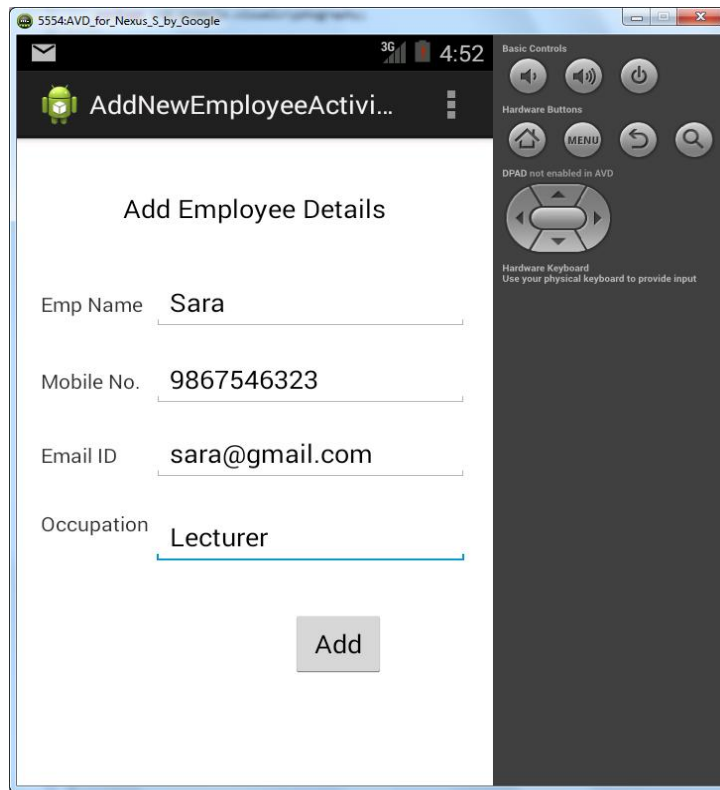 5554:AVD_for_Nexus_S_by_Google
3G 4:52
AddNewEmployeeActivi...
Add Employee Details
Emp Name Sara
Mobile No. 9867546323
Email ID sara@gmail.com
Occupation Lecturer
Add
Basic Controls
Hardware Buttons
MENU
DPAD not enabled in AVD
Hardware Keyboard
Use your physical keyboard to provide input